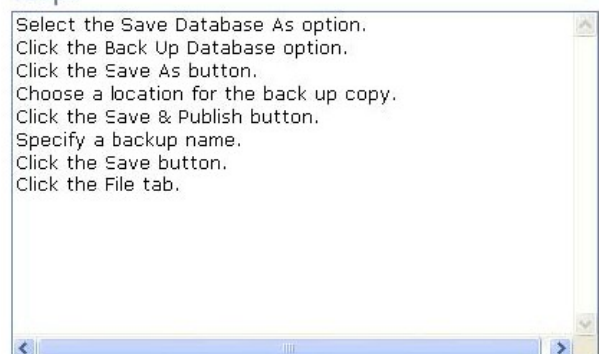 Select the Save Database As option.
Click the Back Up Database option.
Click the Save As button.
Choose a location for the back up copy.
Click the Save & Publish button.
Specify a backup name.
Click the Save button.
Click the File tab.